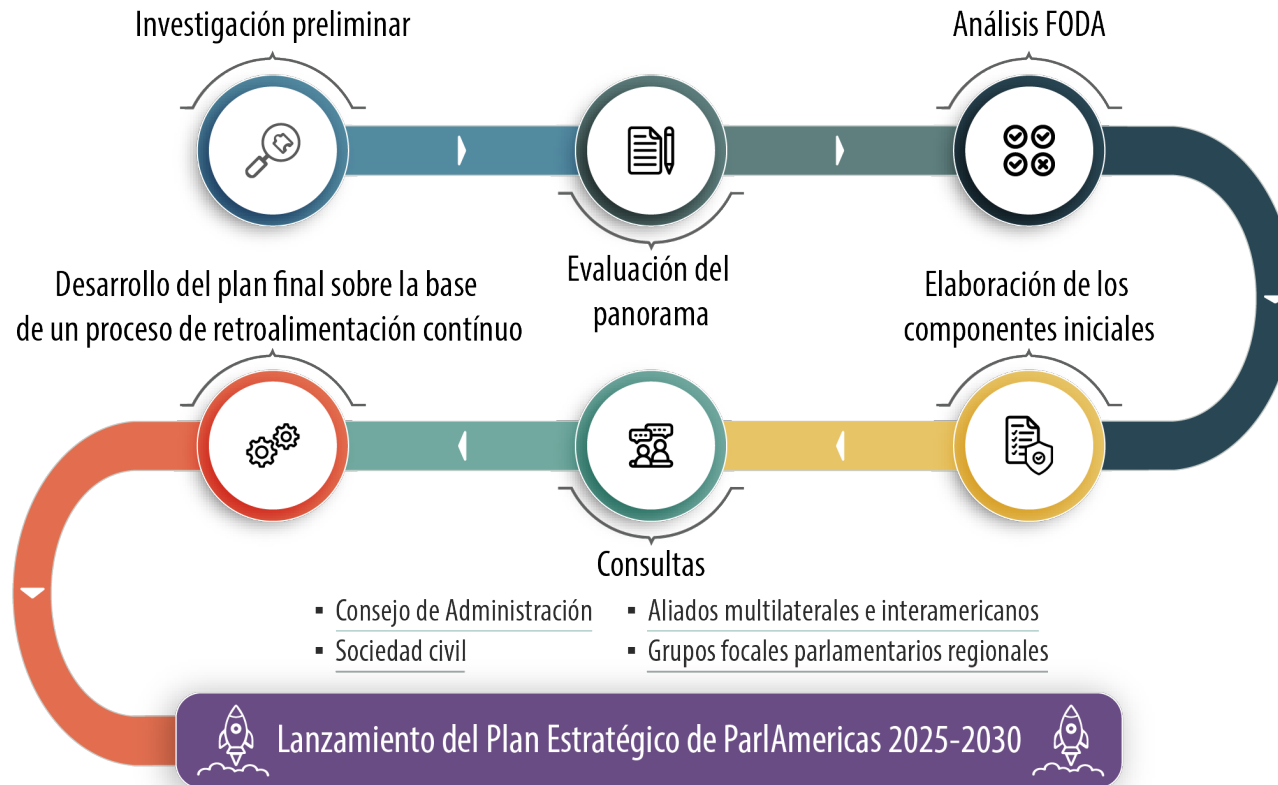 Investigación preliminar
Evaluación del
panorama
Análisis FODA
Elaboración de los
componentes iniciales
Consultas
▪ Consejo de Administración
▪ Sociedad civil
▪ Aliados multilaterales e interamericanos
▪ Grupos focales parlamentarios regionales
Desarrollo del plan final sobre la base
de un proceso de retroalimentación contínuo
Lanzamiento del Plan Estratégico de ParlAmericas 2025-2030